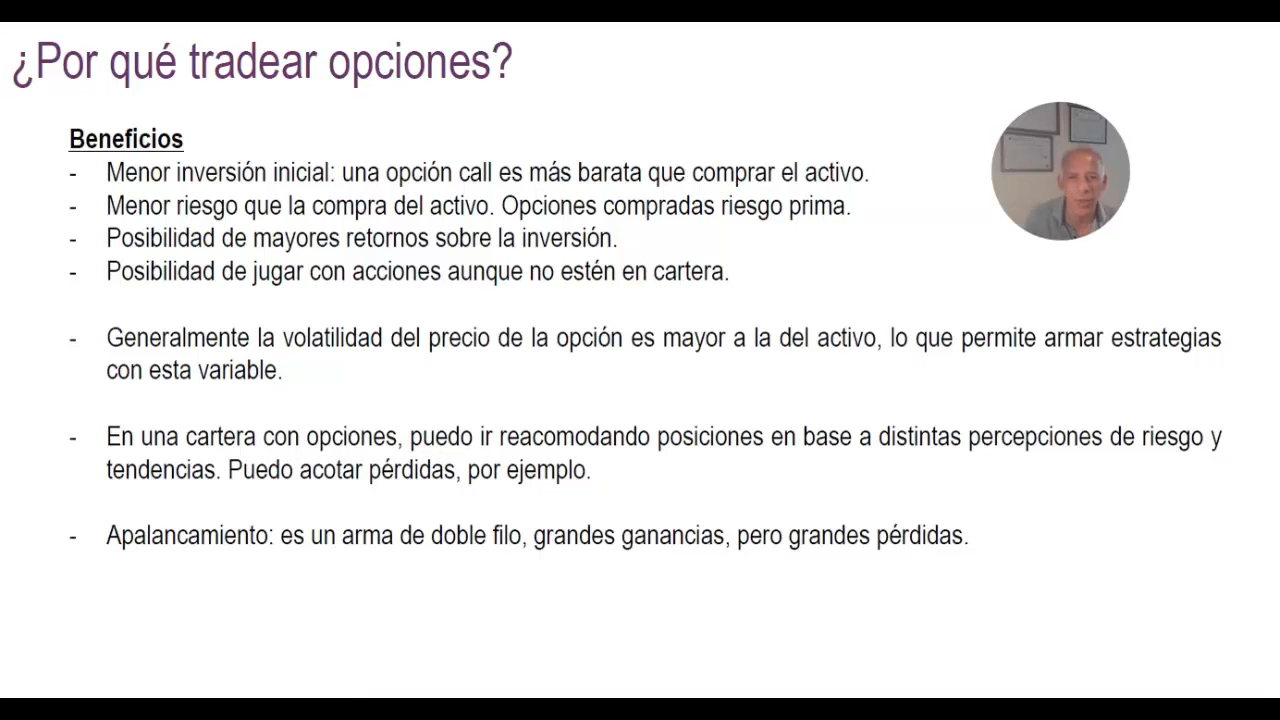 ¿Por qué tradear opciones?
Beneficios
- Menor inversión inicial: una opción call es más barata que comprar el activo.
- Menor riesgo que la compra del activo. Opciones compradas riesgo prima.
- Posibilidad de mayores retornos sobre la inversión.
- Posibilidad de jugar con acciones aunque no estén en cartera.
- Generalmente la volatilidad del precio de la opción es mayor a la del activo, lo que permite armar estrategias
con esta variable.
- En una cartera con opciones, puedo ir reacomodando posiciones en base a distintas percepciones de riesgo y
tendencias. Puedo acotar pérdidas, por ejemplo.
- Apalancamiento: es un arma de doble filo, grandes ganancias, pero grandes pérdidas.